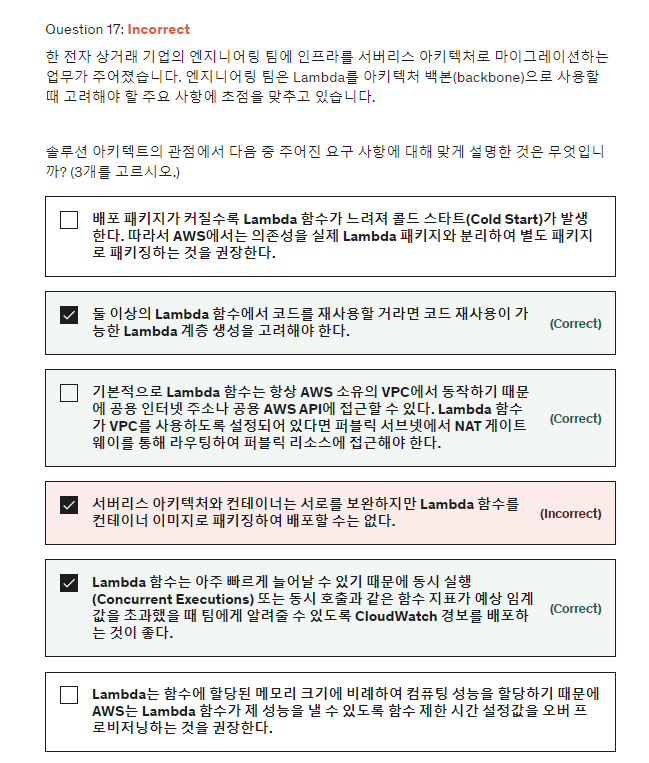 Question 17: Incorrect
한 전자 상거래 기업의 엔지니어링 팀에 인프라를 서버리스 아키텍처로 마이그레이션하는
업무가 주어졌습니다. 엔지니어링 팀은 Lambda를 아키텍처 백본(backbone)으로 사용할
때 고려해야 할 주요 사항에 초점을 맞추고 있습니다.
솔루션 아키텍트의 관점에서 다음 중 주어진 요구 사항에 대해 맞게 설명한 것은 무엇입니
까? (3개를 고르시오.)
배포 패키지가 커질수록 Lambda 함수가 느려져 콜드 스타트(Cold Start)가 발생
한다. 따라서 AWS에서는 의존성을 실제 Lambda 패키지와 분리하여 별도 패키지
로 패키징하는 것을 권장한다.
둘 이상의 Lambda 함수에서 코드를 재사용할 거라면 코드 재사용이 가
능한 Lambda 계층 생성을 고려해야 한다.
(Correct)
기본적으로 Lambda 함수는 항상 AWS 소유의 VPC에서 동작하기 때문
에 공용 인터넷 주소나 공용 AWS API에 접근할 수 있다. Lambda 함수
가 VPC를 사용하도록 설정되어 있다면 퍼블릭 서브넷에서 NAT 게이트
웨이를 통해 라우팅하여 퍼블릭 리소스에 접근해야 한다.
(Correct)
서버리스 아키텍처와 컨테이너는 서로를 보완하지만 Lambda 함수를
컨테이너 이미지로 패키징하여 배포할 수는 없다.
(Incorrect)
Lambda 함수는 아주 빠르게 늘어날 수 있기 때문에 동시 실행
(Concurrent Executions) 또는 동시 호출과 같은 함수 지표가 예상 임계
값을 초과했을 때 팀에게 알려줄 수 있도록 CloudWatch 경보를 배포하
는 것이 좋다.
(Correct)
Lambda는 함수에 할당된 메모리 크기에 비례하여 컴퓨팅 성능을 할당하기 때문에
AWS는 Lambda 함수가 제 성능을 낼 수 있도록 함수 제한 시간 설정값을 오버 프
로비저닝하는 것을 권장한다.